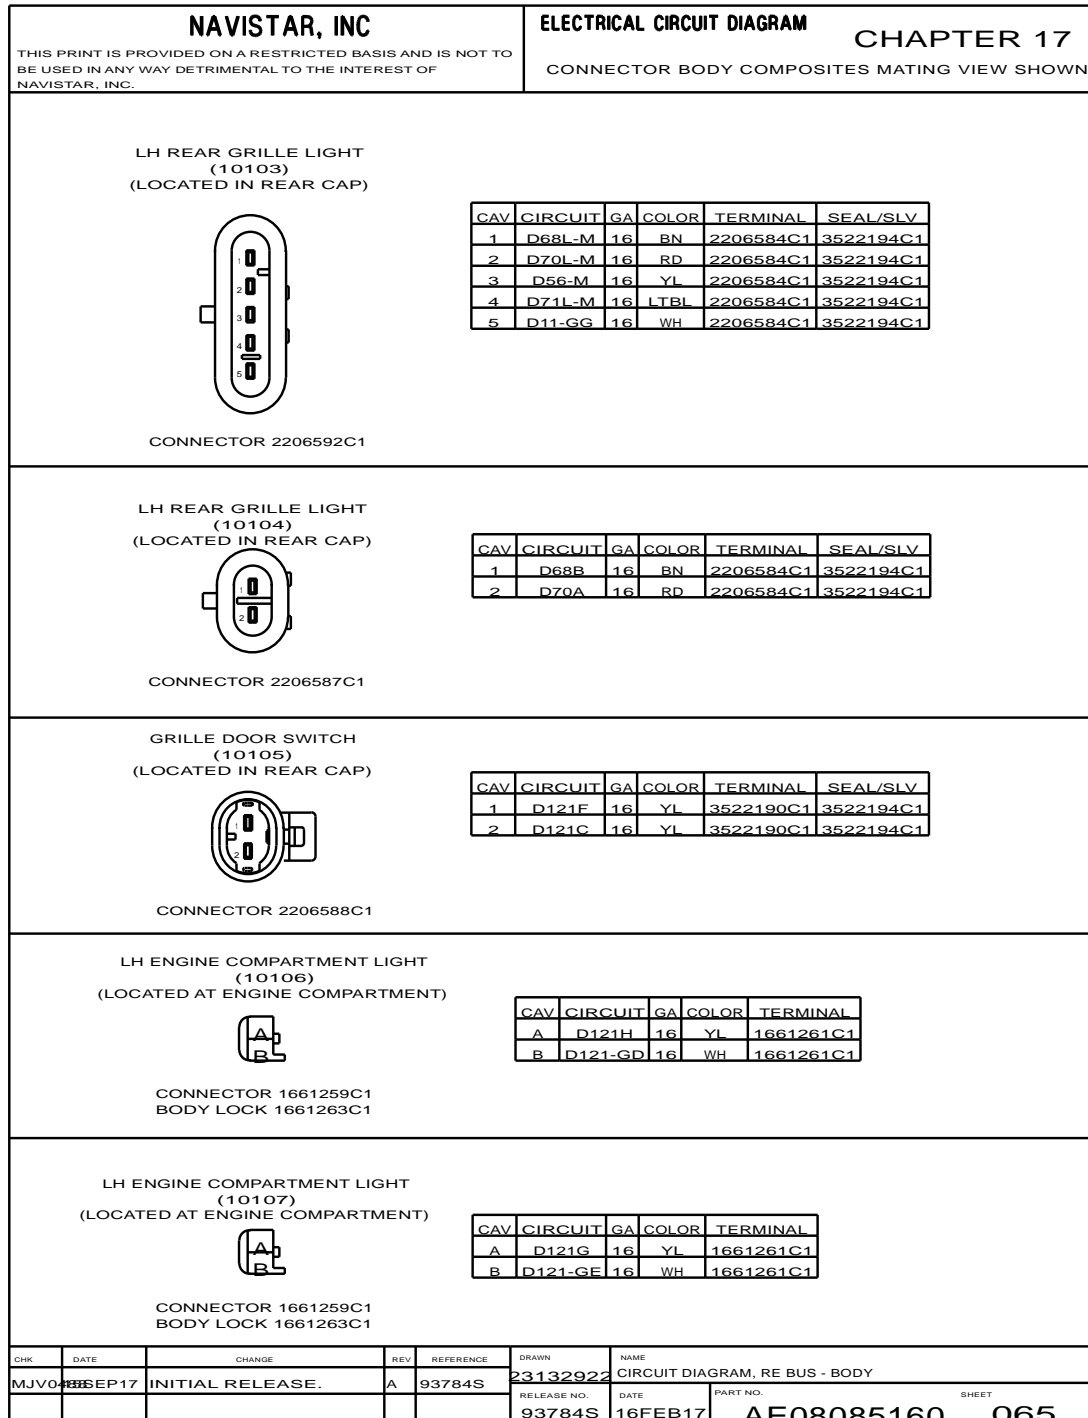 NAVISTAR, INC
THIS PRINT IS PROVIDED ON A RESTRICTED BASIS AND IS NOT TO
BE USED IN ANY WAY DETRIMENTAL TO THE INTEREST OF
NAVISTAR, INC.
ELECTRICAL CIRCUIT DIAGRAM
CHAPTER 17
CONNECTOR BODY COMPOSITES MATING VIEW SHOWN
LH REAR GRILLE LIGHT
(10103)
(LOCATED IN REAR CAP)
1
2
3
4
5
CONNECTOR 2206592C1
CAV CIRCUIT GA COLOR TERMINAL SEAL/SLV
1 D68L-M 16 BN 2206584C1 3522194C1
2 D70L-M 16 RD 2206584C1 3522194C1
3 D56-M 16 YL 2206584C1 3522194C1
4 D71L-M 16 LTBL 2206584C1 3522194C1
5 D11-GG 16 WH 2206584C1 3522194C1
LH REAR GRILLE LIGHT
(10104)
(LOCATED IN REAR CAP)
1
2
CONNECTOR 2206587C1
CAV CIRCUIT GA COLOR TERMINAL SEAL/SLV
1 D68B 16 BN 2206584C1 3522194C1
2 D70A 16 RD 2206584C1 3522194C1
GRILLE DOOR SWITCH
(10105)
(LOCATED IN REAR CAP)
1
2
CONNECTOR 2206588C1
CAV CIRCUIT GA COLOR TERMINAL SEAL/SLV
1 D121F 16 YL 3522190C1 3522194C1
2 D121C 16 YL 3522190C1 3522194C1
LH ENGINE COMPARTMENT LIGHT
(10106)
(LOCATED AT ENGINE COMPARTMENT)
A
B
CONNECTOR 1661259C1
BODY LOCK 1661263C1
CAV CIRCUIT GA COLOR TERMINAL
A D121H 16 YL 1661261C1
B D121-GD 16 WH 1661261C1
LH ENGINE COMPARTMENT LIGHT
(10107)
(LOCATED AT ENGINE COMPARTMENT)
A
B
CONNECTOR 1661259C1
BODY LOCK 1661263C1
CAV CIRCUIT GA COLOR TERMINAL
A D121G 16 YL 1661261C1
B D121-GE 16 WH 1661261C1
CHK DATE CHANGE REV REFERENCE
INITIAL RELEASE. A 93784S
DRAWN
23132922
NAME
CIRCUIT DIAGRAM, RE BUS - BODY
RELEASE NO.
93784S
DATE
16FEB17
PART NO.
AE08085160
SHEET
065